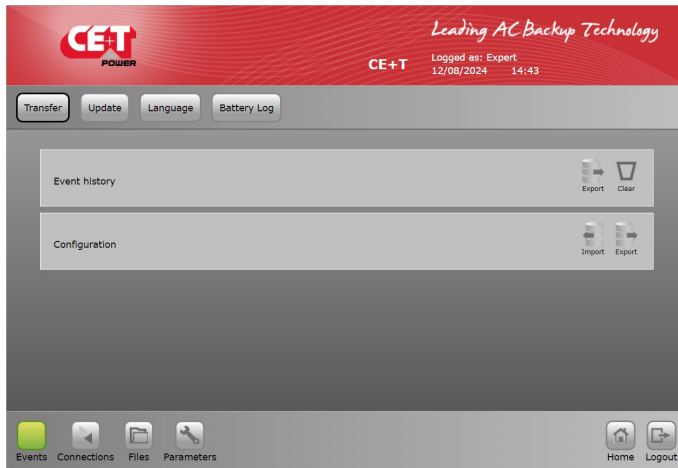 CE+T
POWER
Leading AC Backup Technology
CE+T
Logged as: Expert
12/08/2024 14:43
Transfer Update Language Battery Log
Event history
Export Clear
Configuration
Import Export
Events Connections Files Parameters Home Logout